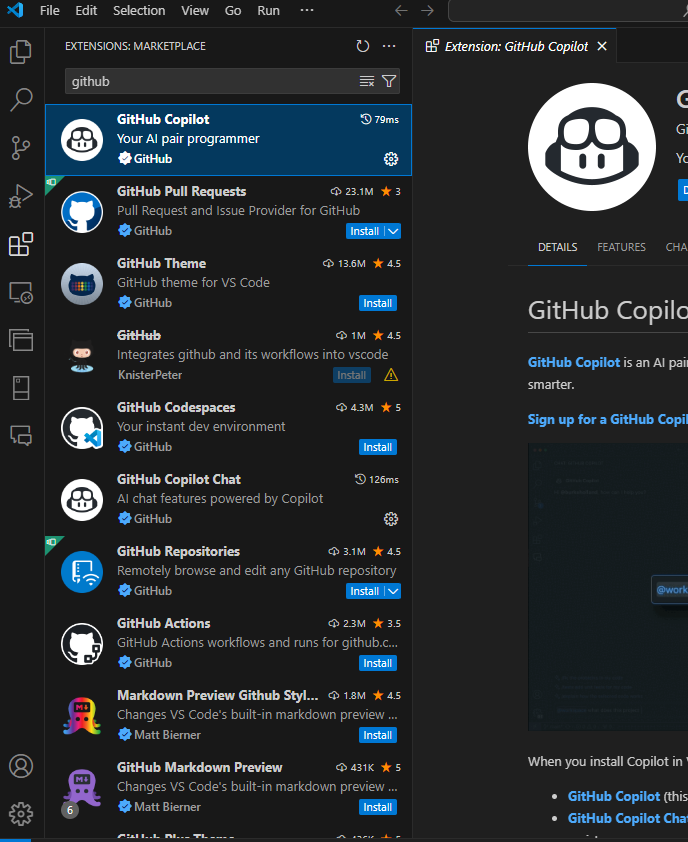 File Edit Selection View Go Run ···
EXTENSIONS: MARKETPLACE
github
GitHub Copilot 79ms
Your AI pair programmer
GitHub
GitHub Pull Requests 23.1M 3
Pull Request and Issue Provider for GitHub
GitHub Install
GitHub Theme 13.6M 4.5
GitHub theme for VS Code
GitHub Install
GitHub 1M 4.5
Integrates github and its workflows into vscode
KnisterPeter Install
GitHub Codespaces 4.3M 5
Your instant dev environment
GitHub Install
GitHub Copilot Chat 126ms
AI chat features powered by Copilot
GitHub
GitHub Repositories 3.1M 4.5
Remotely browse and edit any GitHub repository
GitHub Install
GitHub Actions 2.3M 3.5
GitHub Actions workflows and runs for github.c...
GitHub Install
Markdown Preview Github Styl... 1.8M 4.5
Changes VS Code's built-in markdown preview ...
Matt Bierner Install
GitHub Markdown Preview 431K 5
Changes VS Code's built-in markdown preview ...
6 Matt Bierner Install
GitHub Plus Theme
Extension: GitHub Copilot
G
Gi
Yo
D
DETAILS FEATURES CHA
GitHub Copilo
GitHub Copilot is an AI pai
smarter.
Sign up for a GitHub Copil
@work
When you install Copilot in V
• GitHub Copilot (this
• GitHub Copilot Chat